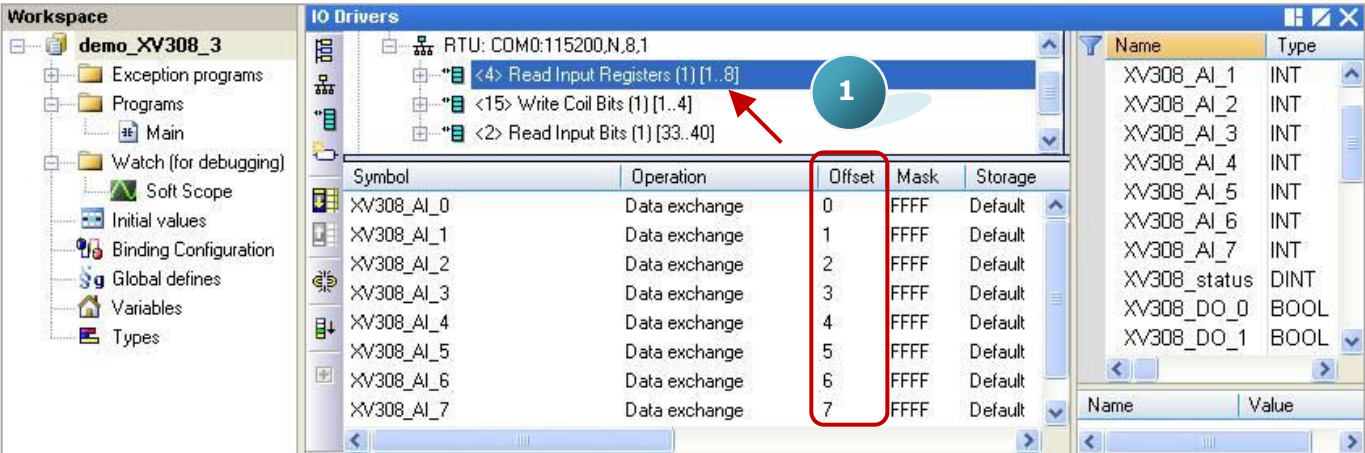 Workspace
demo_XV308_3
Exception programs
Programs
Main
Watch (for debugging)
Soft Scope
Initial values
Binding Configuration
Global defines
Variables
Types
IO Drivers
RTU: COM0:115200,N,8,1
<4> Read Input Registers (1) [1..8]
<15> Write Coil Bits (1) [1..4]
<2> Read Input Bits (1) [33..40]
1
Symbol Operation Offset Mask Storage
XV308_AI_0 Data exchange 0 FFFF Default
XV308_AI_1 Data exchange 1 FFFF Default
XV308_AI_2 Data exchange 2 FFFF Default
XV308_AI_3 Data exchange 3 FFFF Default
XV308_AI_4 Data exchange 4 FFFF Default
XV308_AI_5 Data exchange 5 FFFF Default
XV308_AI_6 Data exchange 6 FFFF Default
XV308_AI_7 Data exchange 7 FFFF Default
Name Type
XV308_AI_1 INT
XV308_AI_2 INT
XV308_AI_3 INT
XV308_AI_4 INT
XV308_AI_5 INT
XV308_AI_6 INT
XV308_AI_7 INT
XV308_status DINT
XV308_DO_0 BOOL
XV308_DO_1 BOOL
Name Value